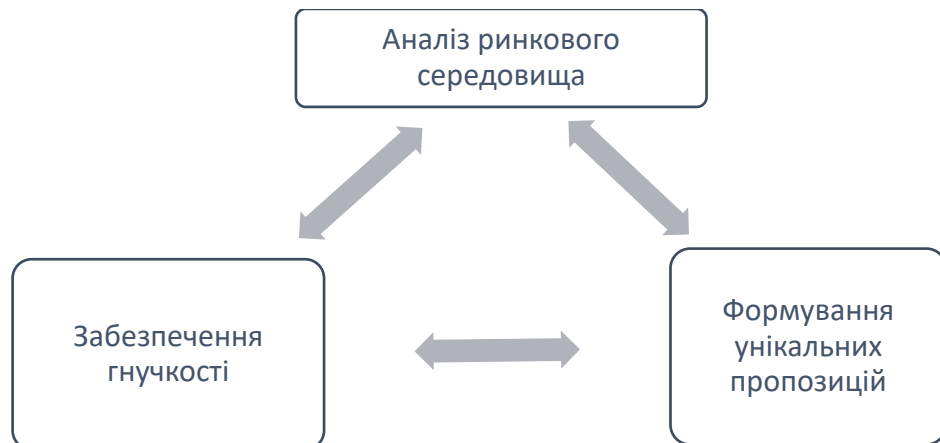 Аналіз ринкового
середовища
Забезпечення
гнучкості
Формування
унікальних
пропозицій